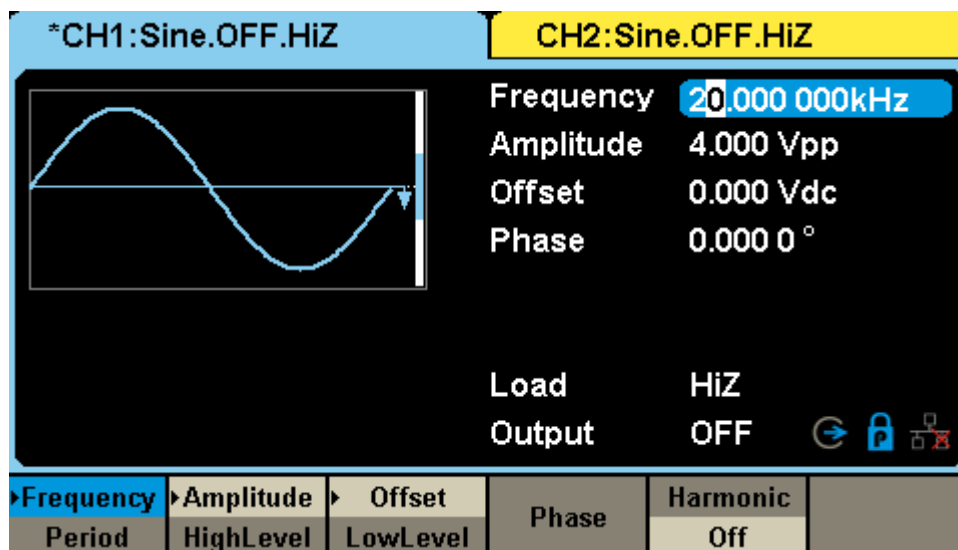 *CH1:Sine.OFF.HiZ
CH2:Sine.OFF.HiZ
Frequency 20.000 000kHz
Amplitude 4.000 Vpp
Offset 0.000 Vdc
Phase 0.000 0 °
Load HiZ
Output OFF
P
Frequency Amplitude Offset Phase Harmonic
Period HighLevel LowLevel Off